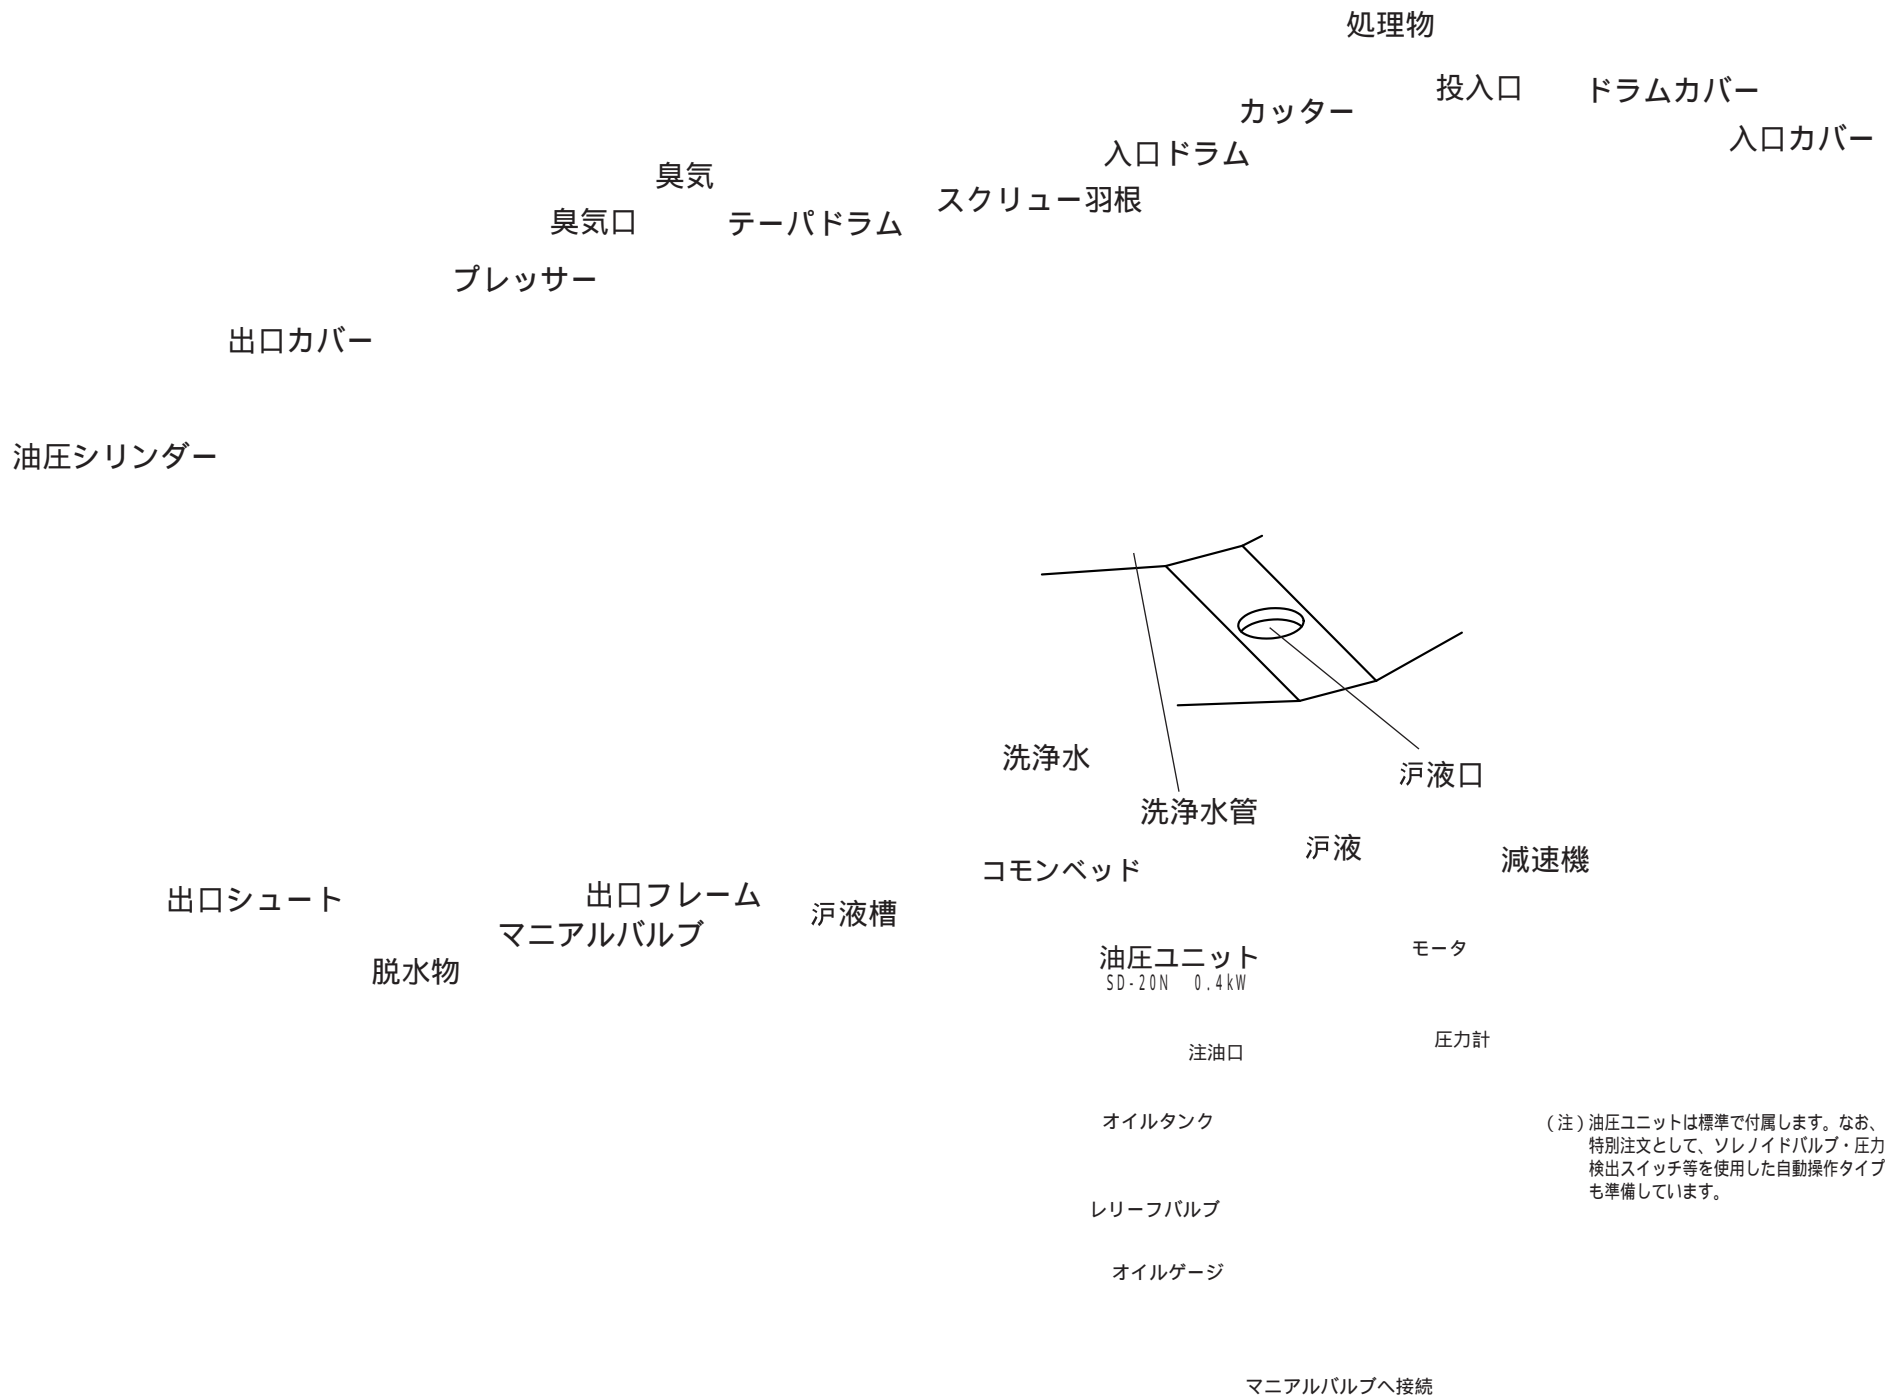 処理物
投入口
ドラムカバー
カッター
入口カバー
入口ドラム
臭気
スクリュー羽根
臭気口
テーパドラム
プレッサー
出口カバー
油圧シリンダー
洗浄水
沪液口
洗浄水管
沪液
減速機
コモンベッド
出口シュート
出口フレーム
沪液槽
マニアルバルブ
脱水物
油圧ユニット
SD-20N 0.4kW
モータ
圧力計
注油口
オイルタンク
(注)油圧ユニットは標準で付属します。なお、
特別注文として、ソレノイドバルブ・圧力
検出スイッチ等を使用した自動操作タイプ
も準備しています。
レリーフバルブ
オイルゲージ
マニアルバルブへ接続